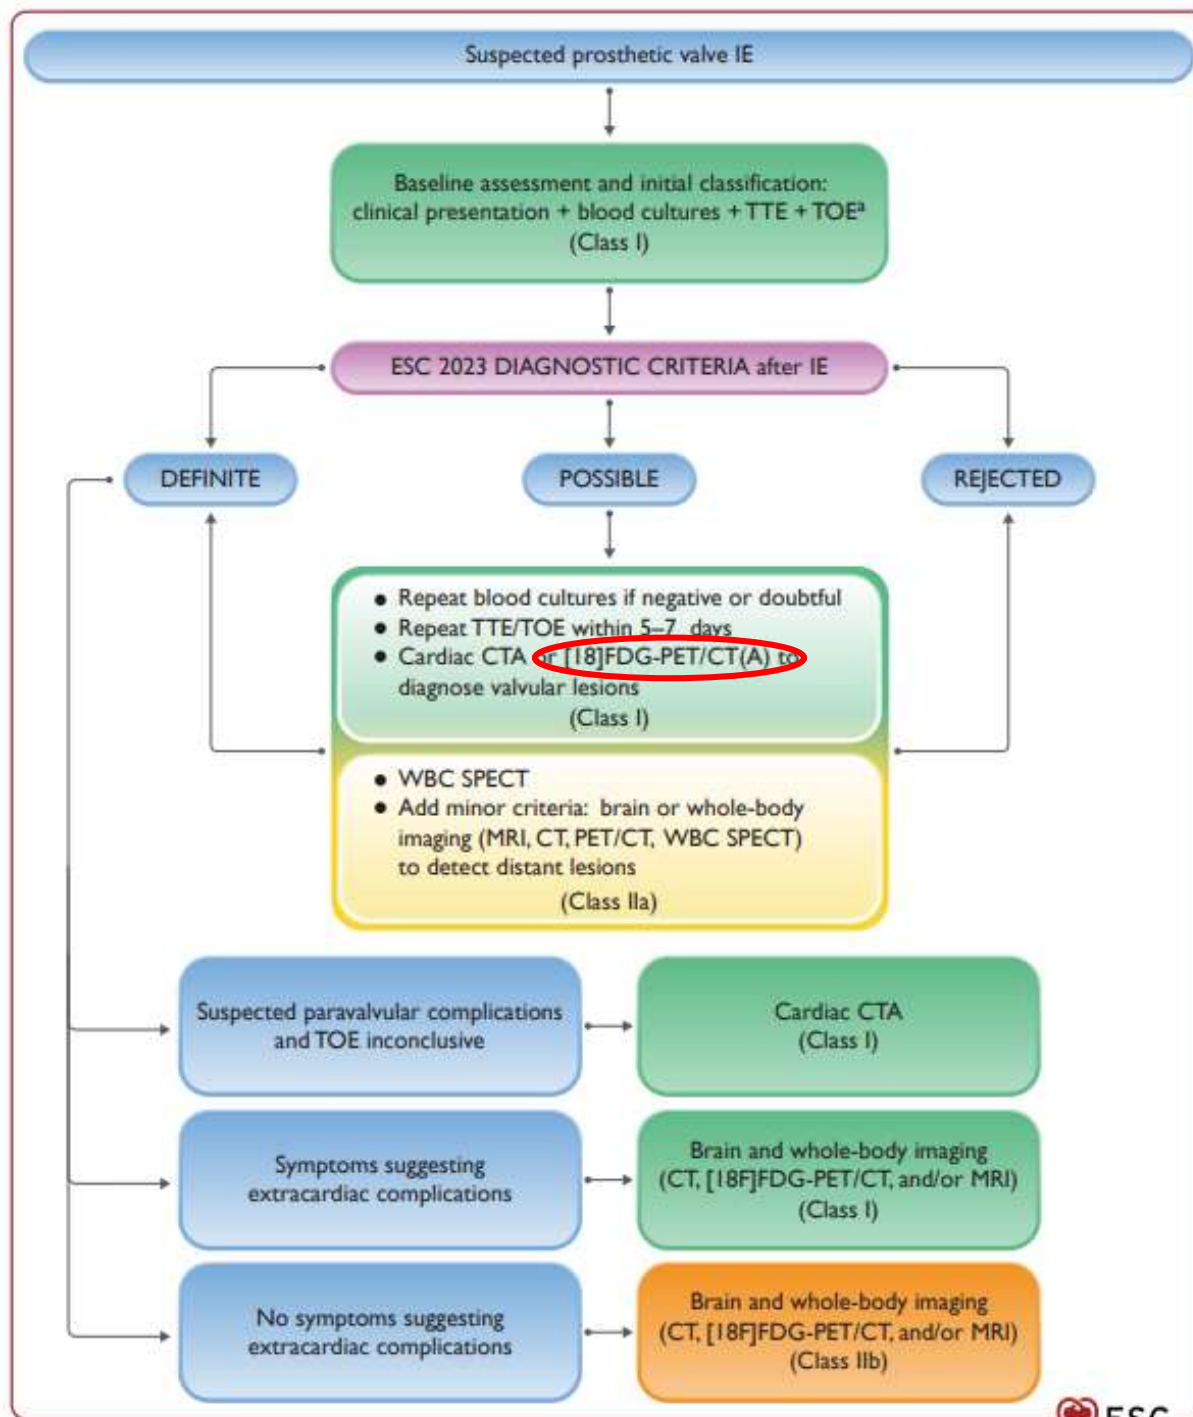 Suspected prosthetic valve IE
Baseline assessment and initial classification:
clinical presentation + blood cultures + TTE + TOEª
(Class I)
ESC 2023 DIAGNOSTIC CRITERIA after IE
DEFINITE
POSSIBLE
REJECTED
● Repeat blood cultures if negative or doubtful
● Repeat TTE/TOE within 5–7 days
● Cardiac CTA or [18]FDG-PET/CT(A) to
diagnose valvular lesions
(Class I)
● WBC SPECT
● Add minor criteria: brain or whole-body
imaging (MRI, CT, PET/CT, WBC SPECT)
to detect distant lesions
(Class IIa)
Suspected paravalvular complications
and TOE inconclusive
Cardiac CTA
(Class I)
Symptoms suggesting
extracardiac complications
Brain and whole-body imaging
(CT, [18F]FDG-PET/CT, and/or MRI)
(Class I)
No symptoms suggesting
extracardiac complications
Brain and whole-body imaging
(CT, [18F]FDG-PET/CT, and/or MRI)
(Class IIb)
ESC